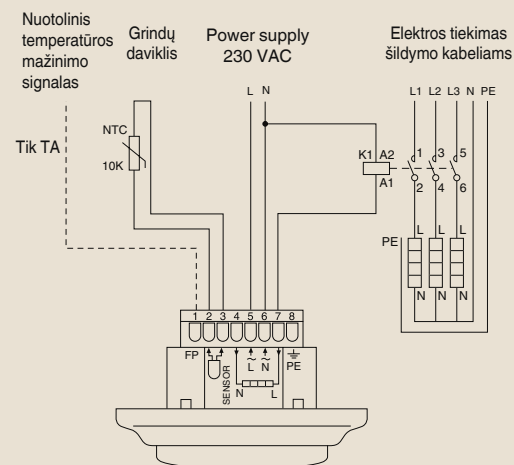 Nuotolinis
temperatūros
mažinimo
signalas
Grindų
daviklis
Power supply
230 VAC
Elektros tiekimas
šildymo kabeliams
L N
L1 L2 L3 N PE
NTC
10K
Tik TA
K1 A2
A1
1 3 5
2 4 6
L L L
PE
N N N
1 2 3 4 5 6 7 8
FP
SENSOR
~ ~
L N
PE
N L